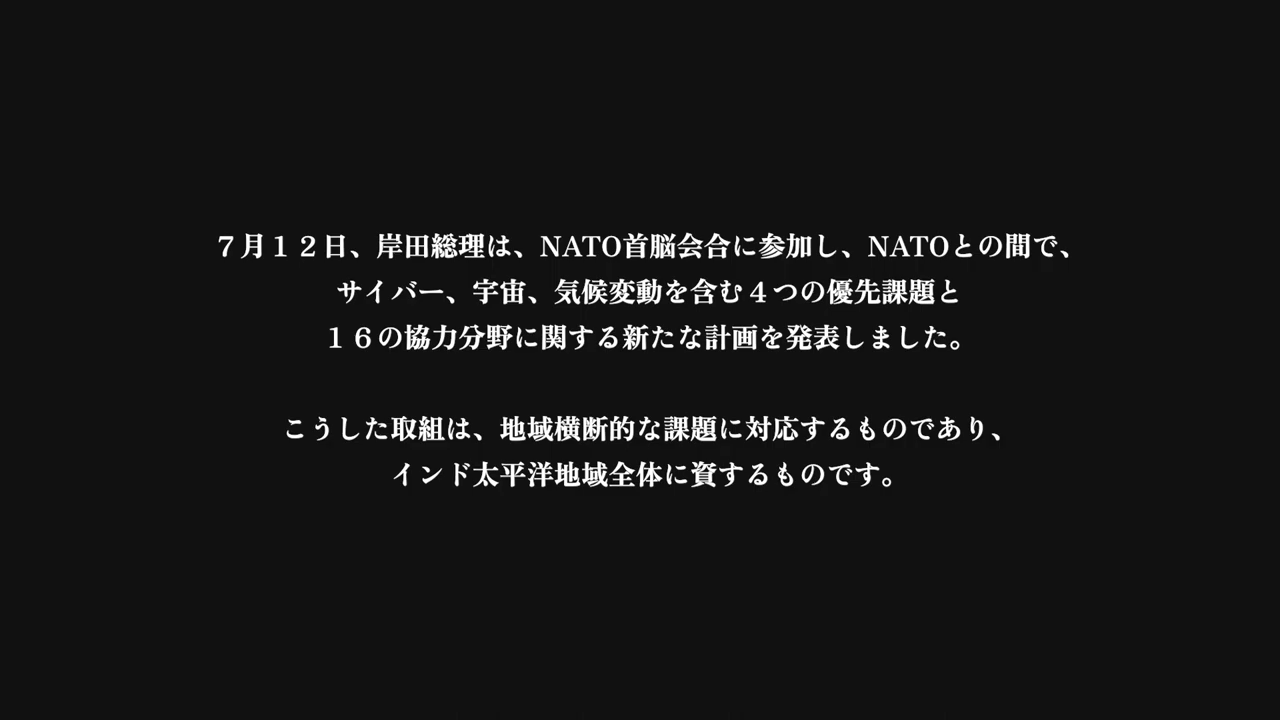 ７月１２日、岸田総理は、NATO首脳会合に参加し、NATOとの間で、
サイバー、宇宙、気候変動を含む４つの優先課題と
１６の協力分野に関する新たな計画を発表しました。
こうした取組は、地域横断的な課題に対応するものであり、
インド太平洋地域全体に資するものです。